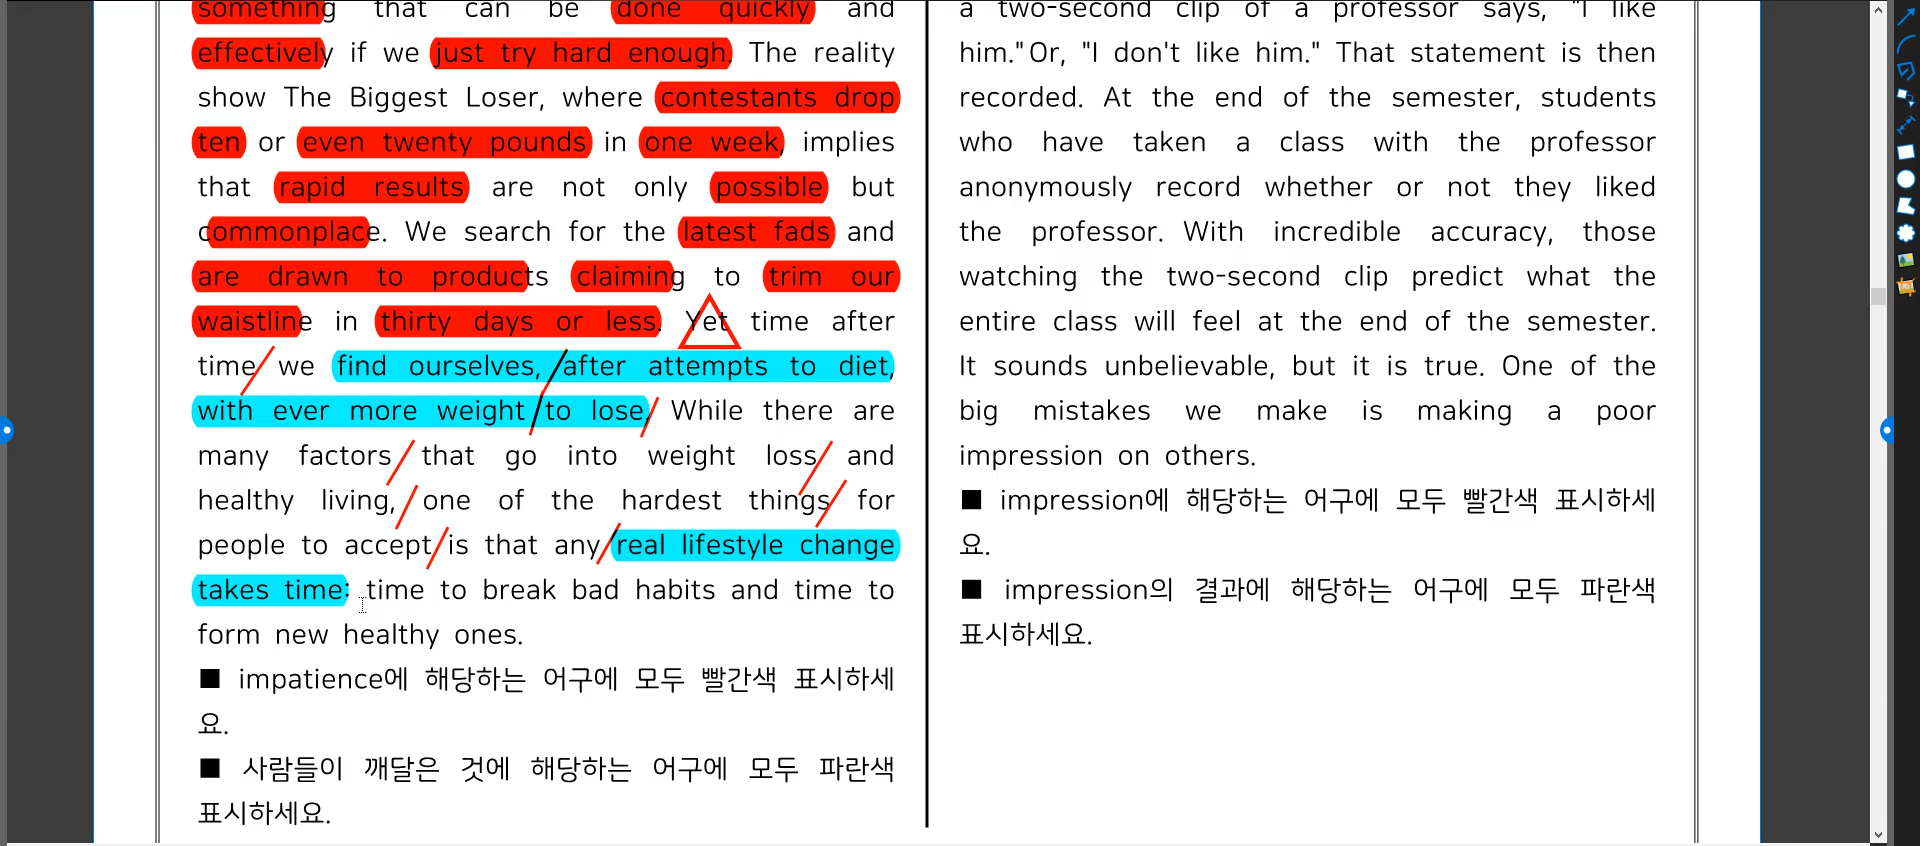 something that can be done quickly and
effectively if we just try hard enough. The reality
show The Biggest Loser, where contestants drop
ten or even twenty pounds in one week, implies
that rapid results are not only possible but
commonplace. We search for the latest fads and
are drawn to products claiming to trim our
waistline in thirty days or less. Yet time after
time we find ourselves, after attempts to diet,
with ever more weight to lose. While there are
many factors that go into weight loss and
healthy living, one of the hardest things for
people to accept is that any real lifestyle change
takes time: time to break bad habits and time to
form new healthy ones.
■ impatience에 해당하는 어구에 모두 빨간색 표시하세
요.
■ 사람들이 깨달은 것에 해당하는 어구에 모두 파란색
표시하세요.
a two-second clip of a professor says, "I like
him."Or, "I don't like him." That statement is then
recorded. At the end of the semester, students
who have taken a class with the professor
anonymously record whether or not they liked
the professor. With incredible accuracy, those
watching the two-second clip predict what the
entire class will feel at the end of the semester.
It sounds unbelievable, but it is true. One of the
big mistakes we make is making a poor
impression on others.
■ impression에 해당하는 어구에 모두 빨간색 표시하세
요.
■ impression의 결과에 해당하는 어구에 모두 파란색
표시하세요.